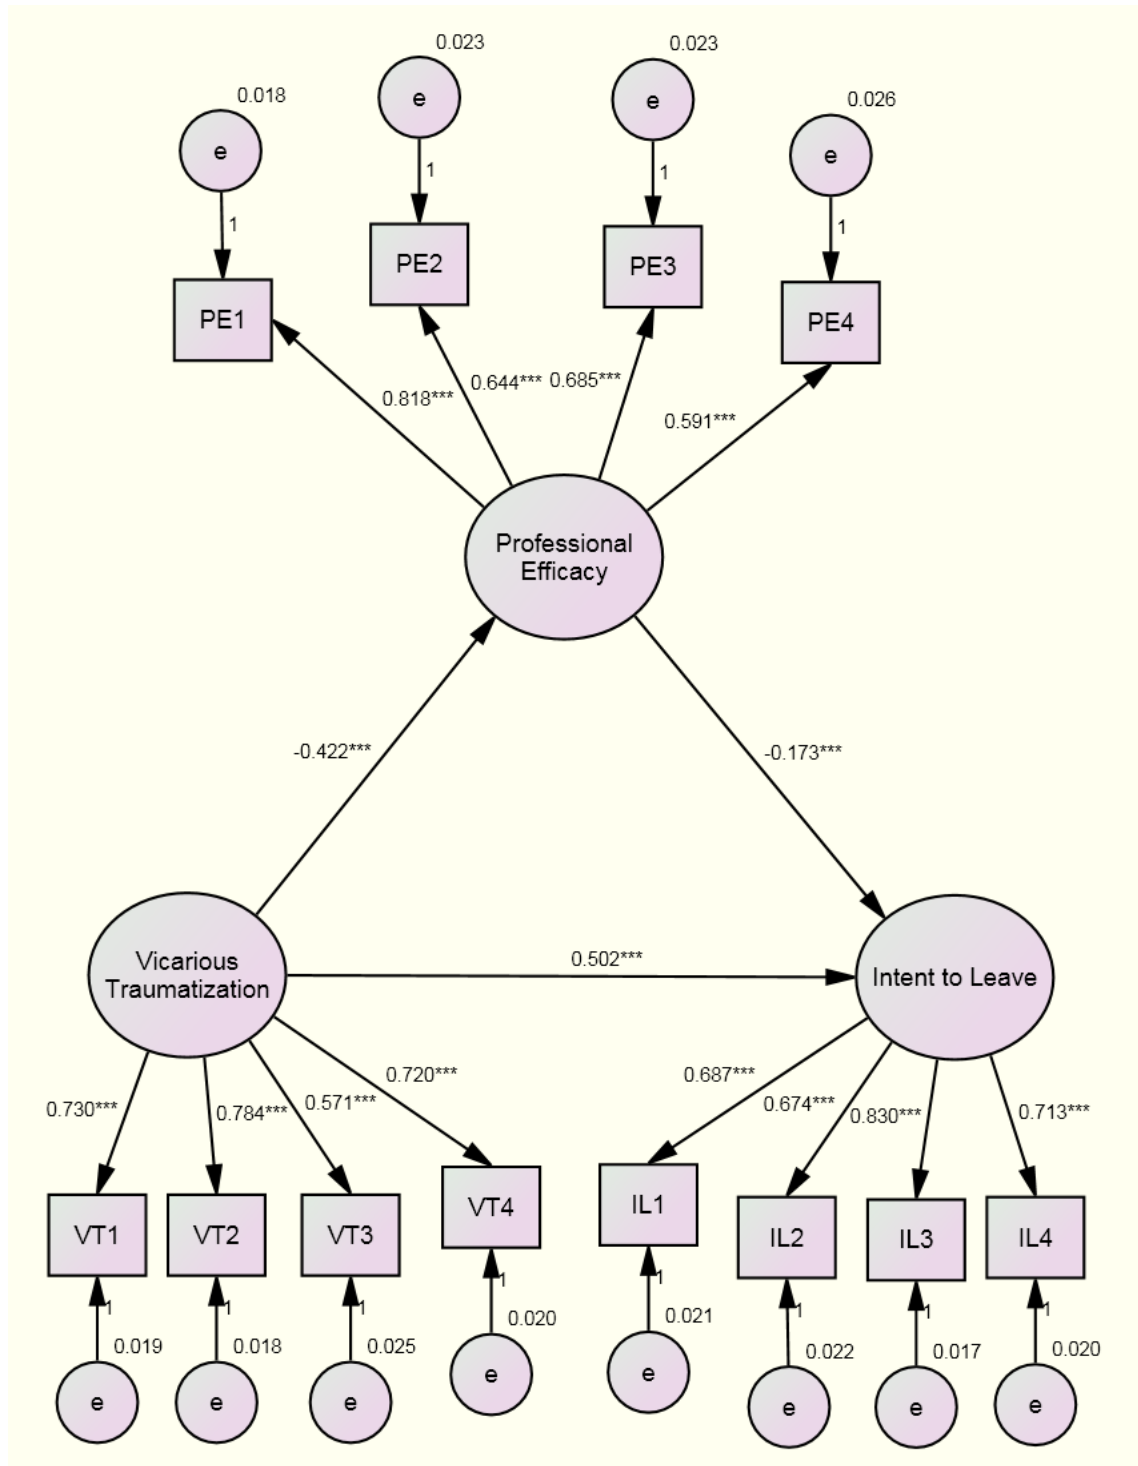 0.023
0.023
0.018
0.026
e
e
e
e
1
1
1
1
PE2
PE3
PE1
PE4
0.818***
0.644***
0.685***
0.591***
Professional
Efficacy
-0.422***
-0.173***
Vicarious
Traumatization
0.502***
Intent to Leave
0.730***
0.784***
0.571***
0.720***
0.687***
0.674***
0.830***
0.713***
VT1
VT2
VT3
VT4
IL1
IL2
IL3
IL4
1
1
1
1
1
1
1
1
0.019
0.018
0.025
0.020
0.021
0.022
0.017
0.020
e
e
e
e
e
e
e
e